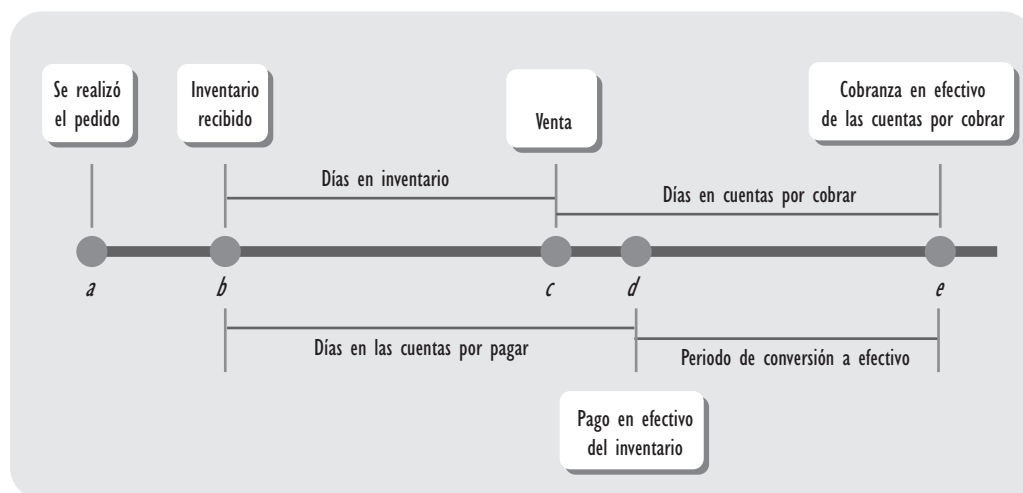 Se realizó
el pedido
Inventario
recibido
Venta
Cobranza en efectivo
de las cuentas por cobrar
Días en inventario
Días en cuentas por cobrar
a
b
c
d
e
Días en las cuentas por pagar
Periodo de conversión a efectivo
Pago en efectivo
del inventario